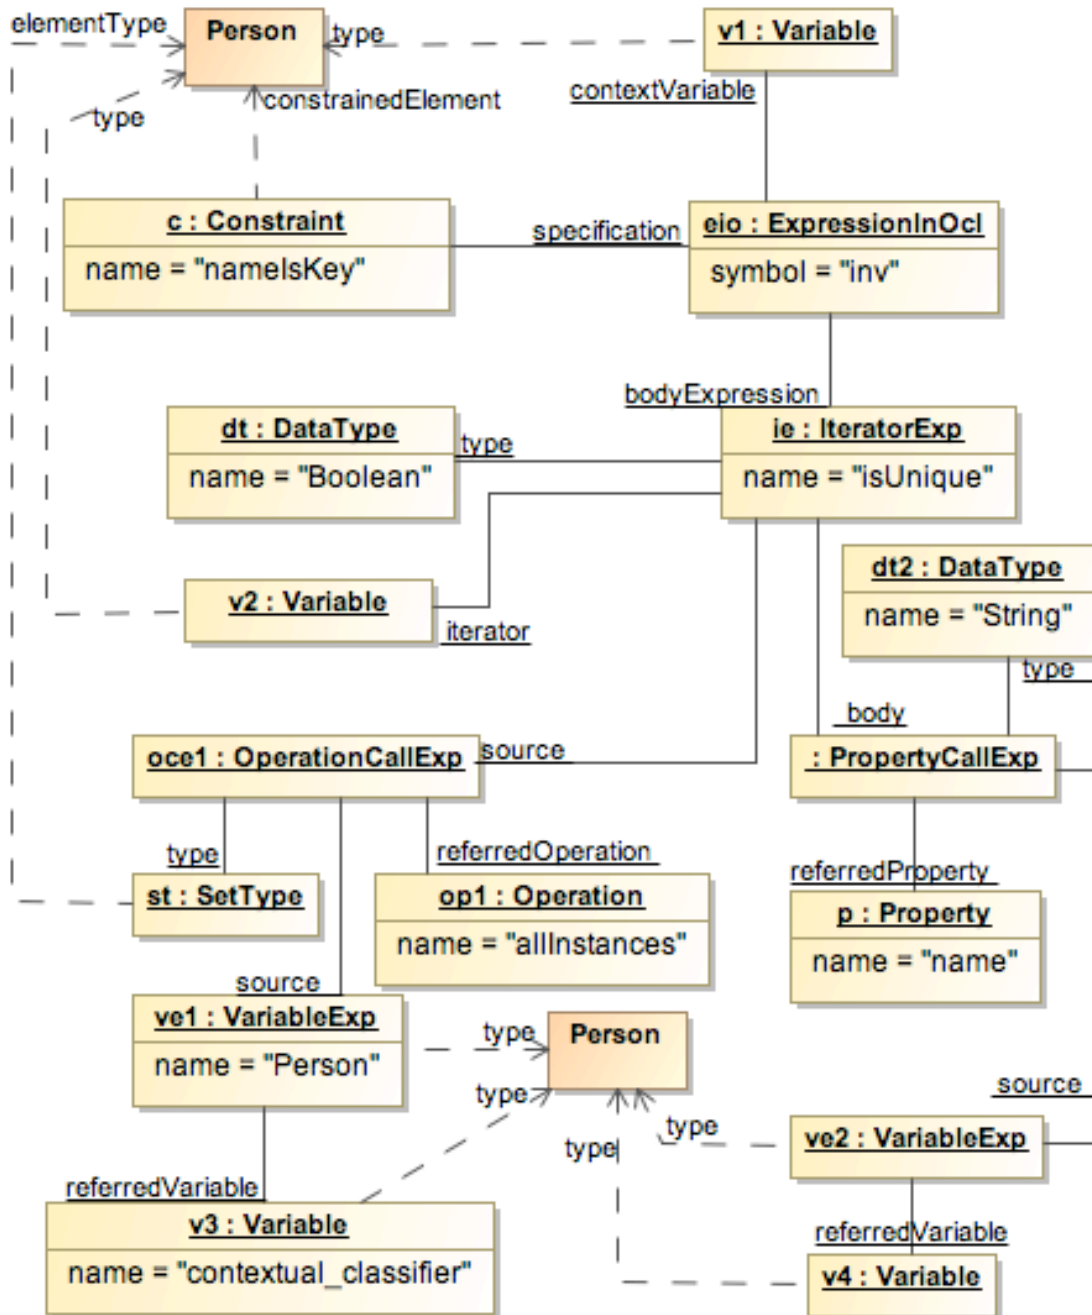 elementType
Person
type
v1 : Variable
contextVariable
constrainedElement
type
c : Constraint
name = "nameIsKey"
specification
eio : ExpressionInOcl
symbol = "inv"
bodyExpression
dt : DataType
name = "Boolean"
type
ie : IteratorExp
name = "isUnique"
dt2 : DataType
name = "String"
v2 : Variable
iterator
type
body
oce1 : OperationCallExp
source
: PropertyCallExp
type
referredOperation
referredProperty
st : SetType
op1 : Operation
name = "allInstances"
p : Property
name = "name"
source
ve1 : VariableExp
name = "Person"
type
Person
type
source
type
type
ve2 : VariableExp
referredVariable
v3 : Variable
name = "contextual_classifier"
referredVariable
v4 : Variable